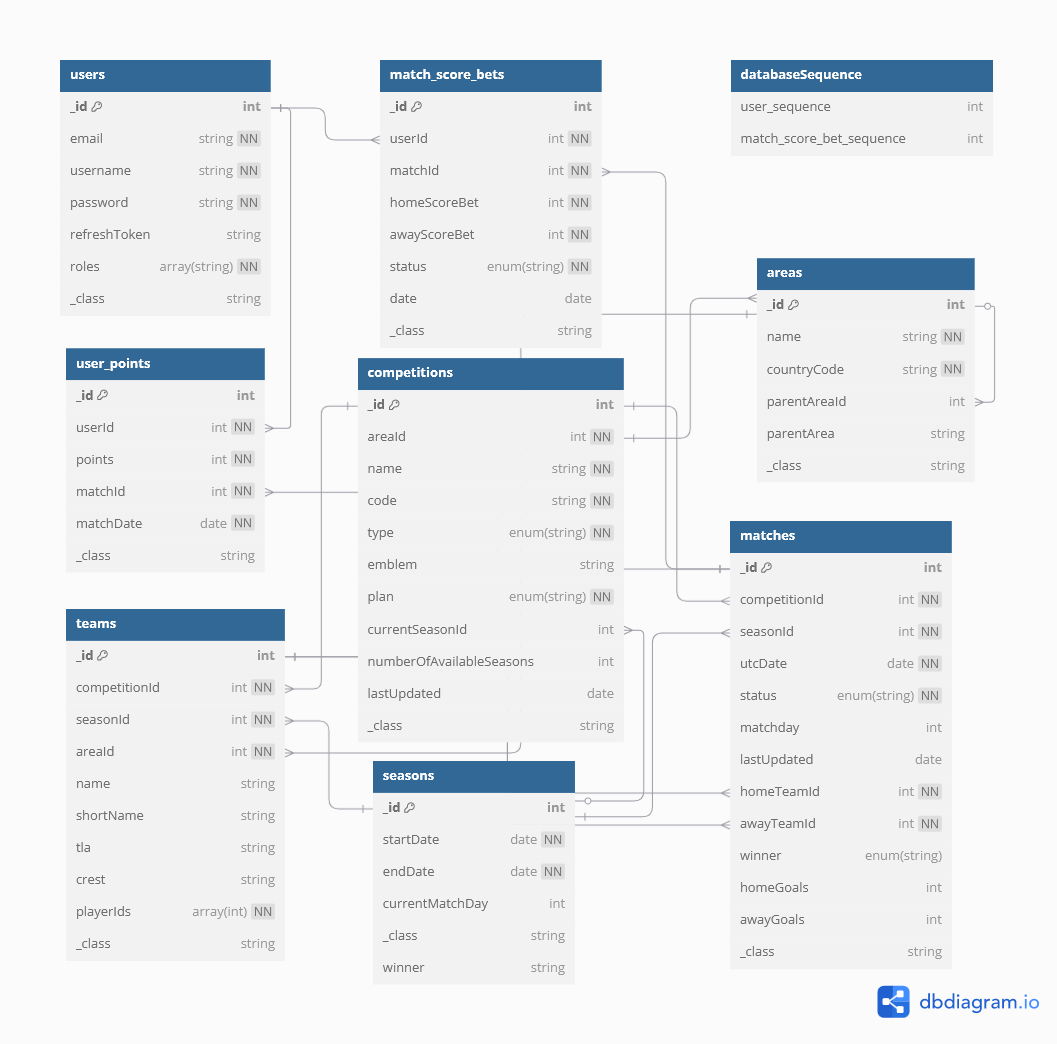 users
_id int
email string NN
username string NN
password string NN
refreshToken string
roles array(string) NN
_class string
match_score_bets
_id int
userId int NN
matchId int NN
homeScoreBet int NN
awayScoreBet int NN
status enum(string) NN
date date
_class string
databaseSequence
user_sequence int
match_score_bet_sequence int
areas
_id int
name string NN
countryCode string NN
parentAreaId int
parentArea string
_class string
user_points
_id int
userId int NN
points int NN
matchId int NN
matchDate date NN
_class string
competitions
_id int
areaId int NN
name string NN
code string NN
type enum(string) NN
emblem string
plan enum(string) NN
currentSeasonId int
numberOfAvailableSeasons int
lastUpdated date
_class string
matches
_id int
competitionId int NN
seasonId int NN
utcDate date NN
status enum(string) NN
matchday int
lastUpdated date
homeTeamId int NN
awayTeamId int NN
winner enum(string)
homeGoals int
awayGoals int
_class string
teams
_id int
competitionId int NN
seasonId int NN
areaId int NN
name string
shortName string
tla string
crest string
playerIds array(int) NN
_class string
seasons
_id int
startDate date NN
endDate date NN
currentMatchDay int
_class string
winner string
dbdiagram.io